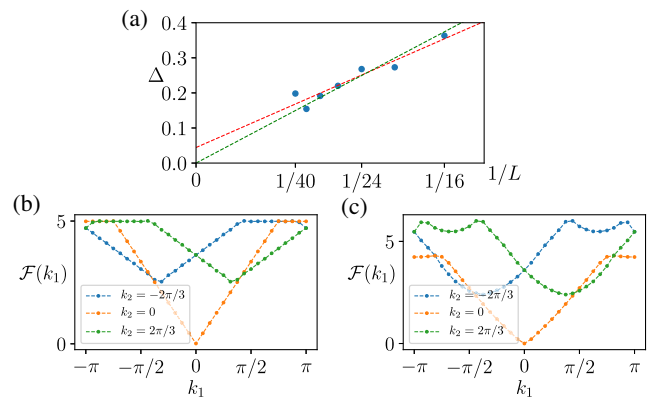 (a)
0.4
0.3
Δ
0.2
0.1
0.0
0 1/40 1/24 1/16 1/L
(b)
5
F(k₁)
k₂ = −2π/3
k₂ = 0
k₂ = 2π/3
0
−π −π/2 0 π/2 π
k₁
(c)
5
F(k₁)
k₂ = −2π/3
k₂ = 0
k₂ = 2π/3
0
−π −π/2 0 π/2 π
k₁